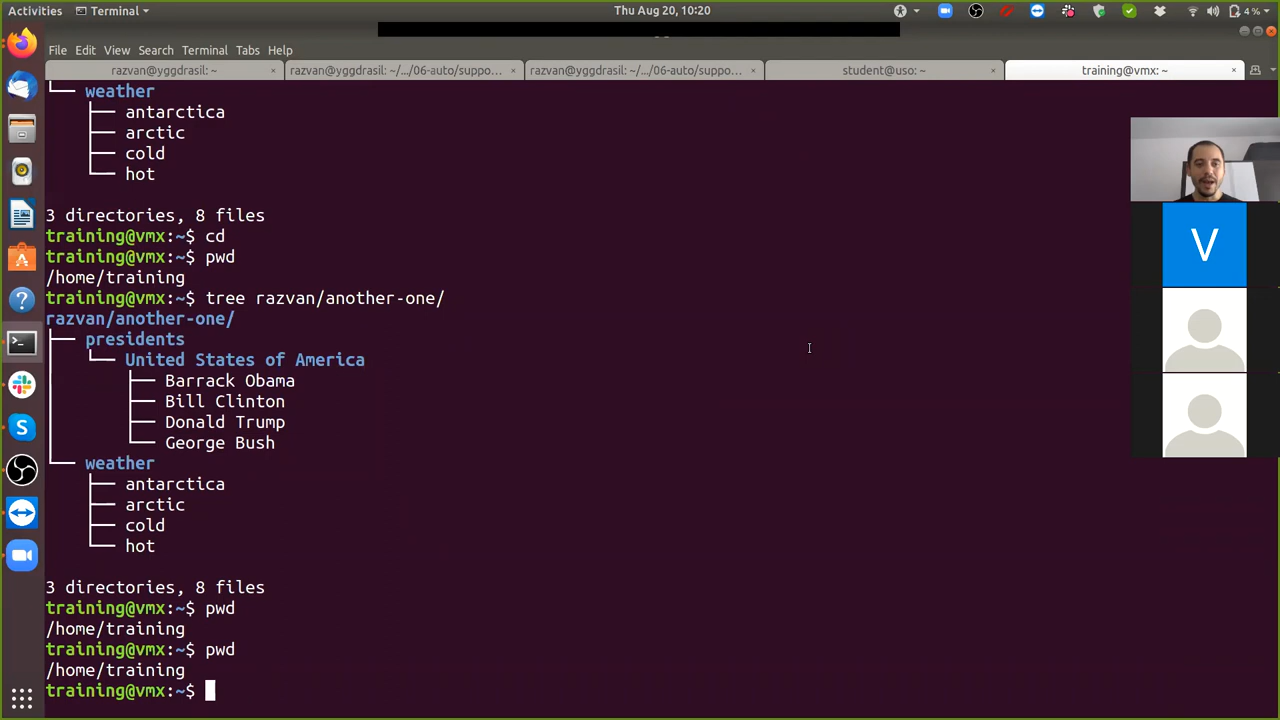 Activities Terminal Thu Aug 20, 10:20 4 %
File Edit View Search Terminal Tabs Help
razvan@yggdrasil: ~ × razvan@yggdrasil: ~/.../06-auto/suppo... × razvan@yggdrasil: ~/.../06-auto/suppo... × student@uso: ~ × training@vmx: ~ ×
└── weather
├── antarctica
├── arctic
├── cold
└── hot
3 directories, 8 files
training@vmx:~$ cd
training@vmx:~$ pwd
/home/training
training@vmx:~$ tree razvan/another-one/
razvan/another-one/
├── presidents
│   └── United States of America
│       ├── Barrack Obama
│       ├── Bill Clinton
│       ├── Donald Trump
│       └── George Bush
└── weather
├── antarctica
├── arctic
├── cold
└── hot
3 directories, 8 files
training@vmx:~$ pwd
/home/training
training@vmx:~$ pwd
/home/training
training@vmx:~$
V